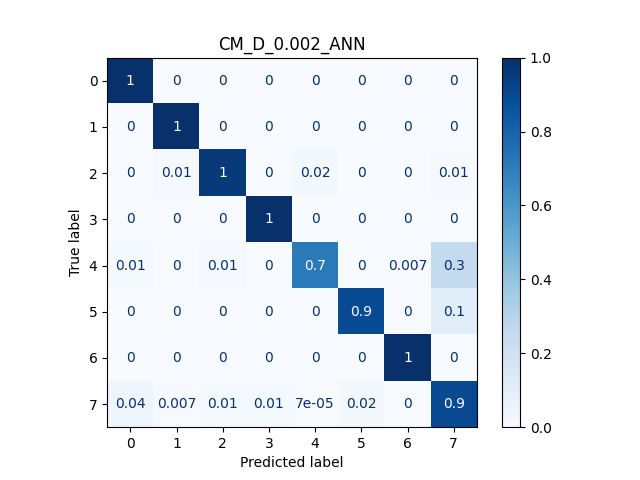 CM_D_0.002_ANN
0 1 0 0 0 0 0 0 0
1 0 1 0 0 0 0 0 0
2 0 0.01 1 0 0.02 0 0 0.01
3 0 0 0 1 0 0 0 0
4 0.01 0 0.01 0 0.7 0 0.007 0.3
5 0 0 0 0 0 0.9 0 0.1
6 0 0 0 0 0 0 1 0
7 0.04 0.007 0.01 0.01 7e-05 0.02 0 0.9
0 1 2 3 4 5 6 7
True label
Predicted label
1.0
0.8
0.6
0.4
0.2
0.0